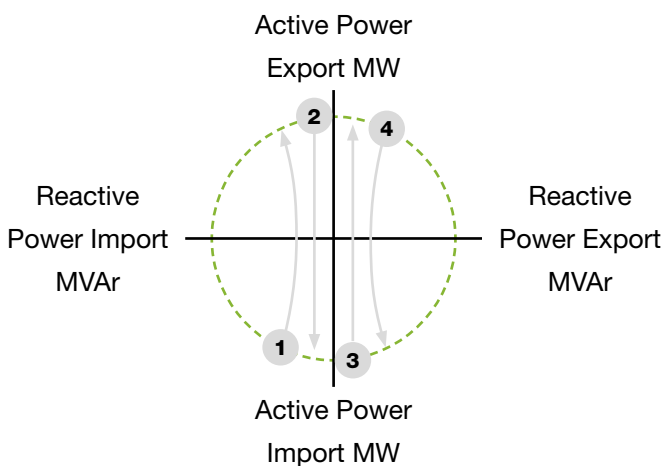 Active Power
Export MW
2
4
Reactive
Power Import
MVAr
Reactive
Power Export
MVAr
1
3
Active Power
Import MW